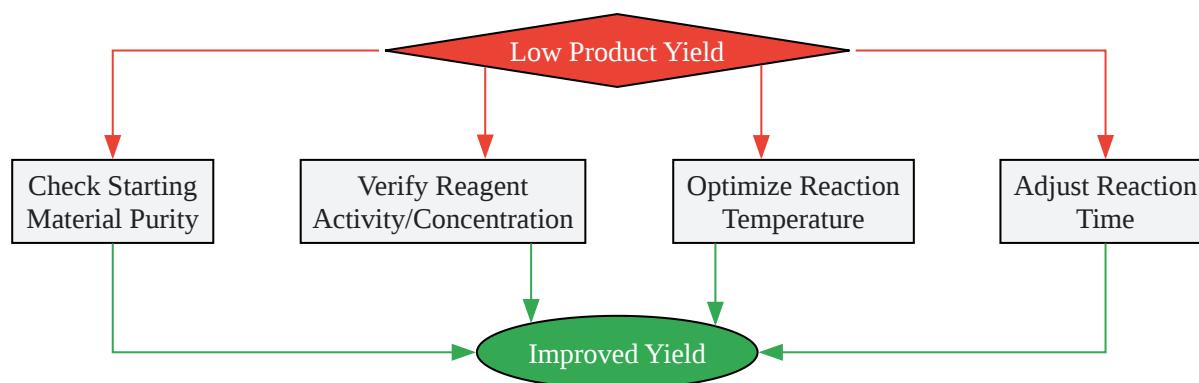 Low Product Yield
Check Starting
Material Purity
Verify Reagent
Activity/Concentration
Optimize Reaction
Temperature
Adjust Reaction
Time
Improved Yield